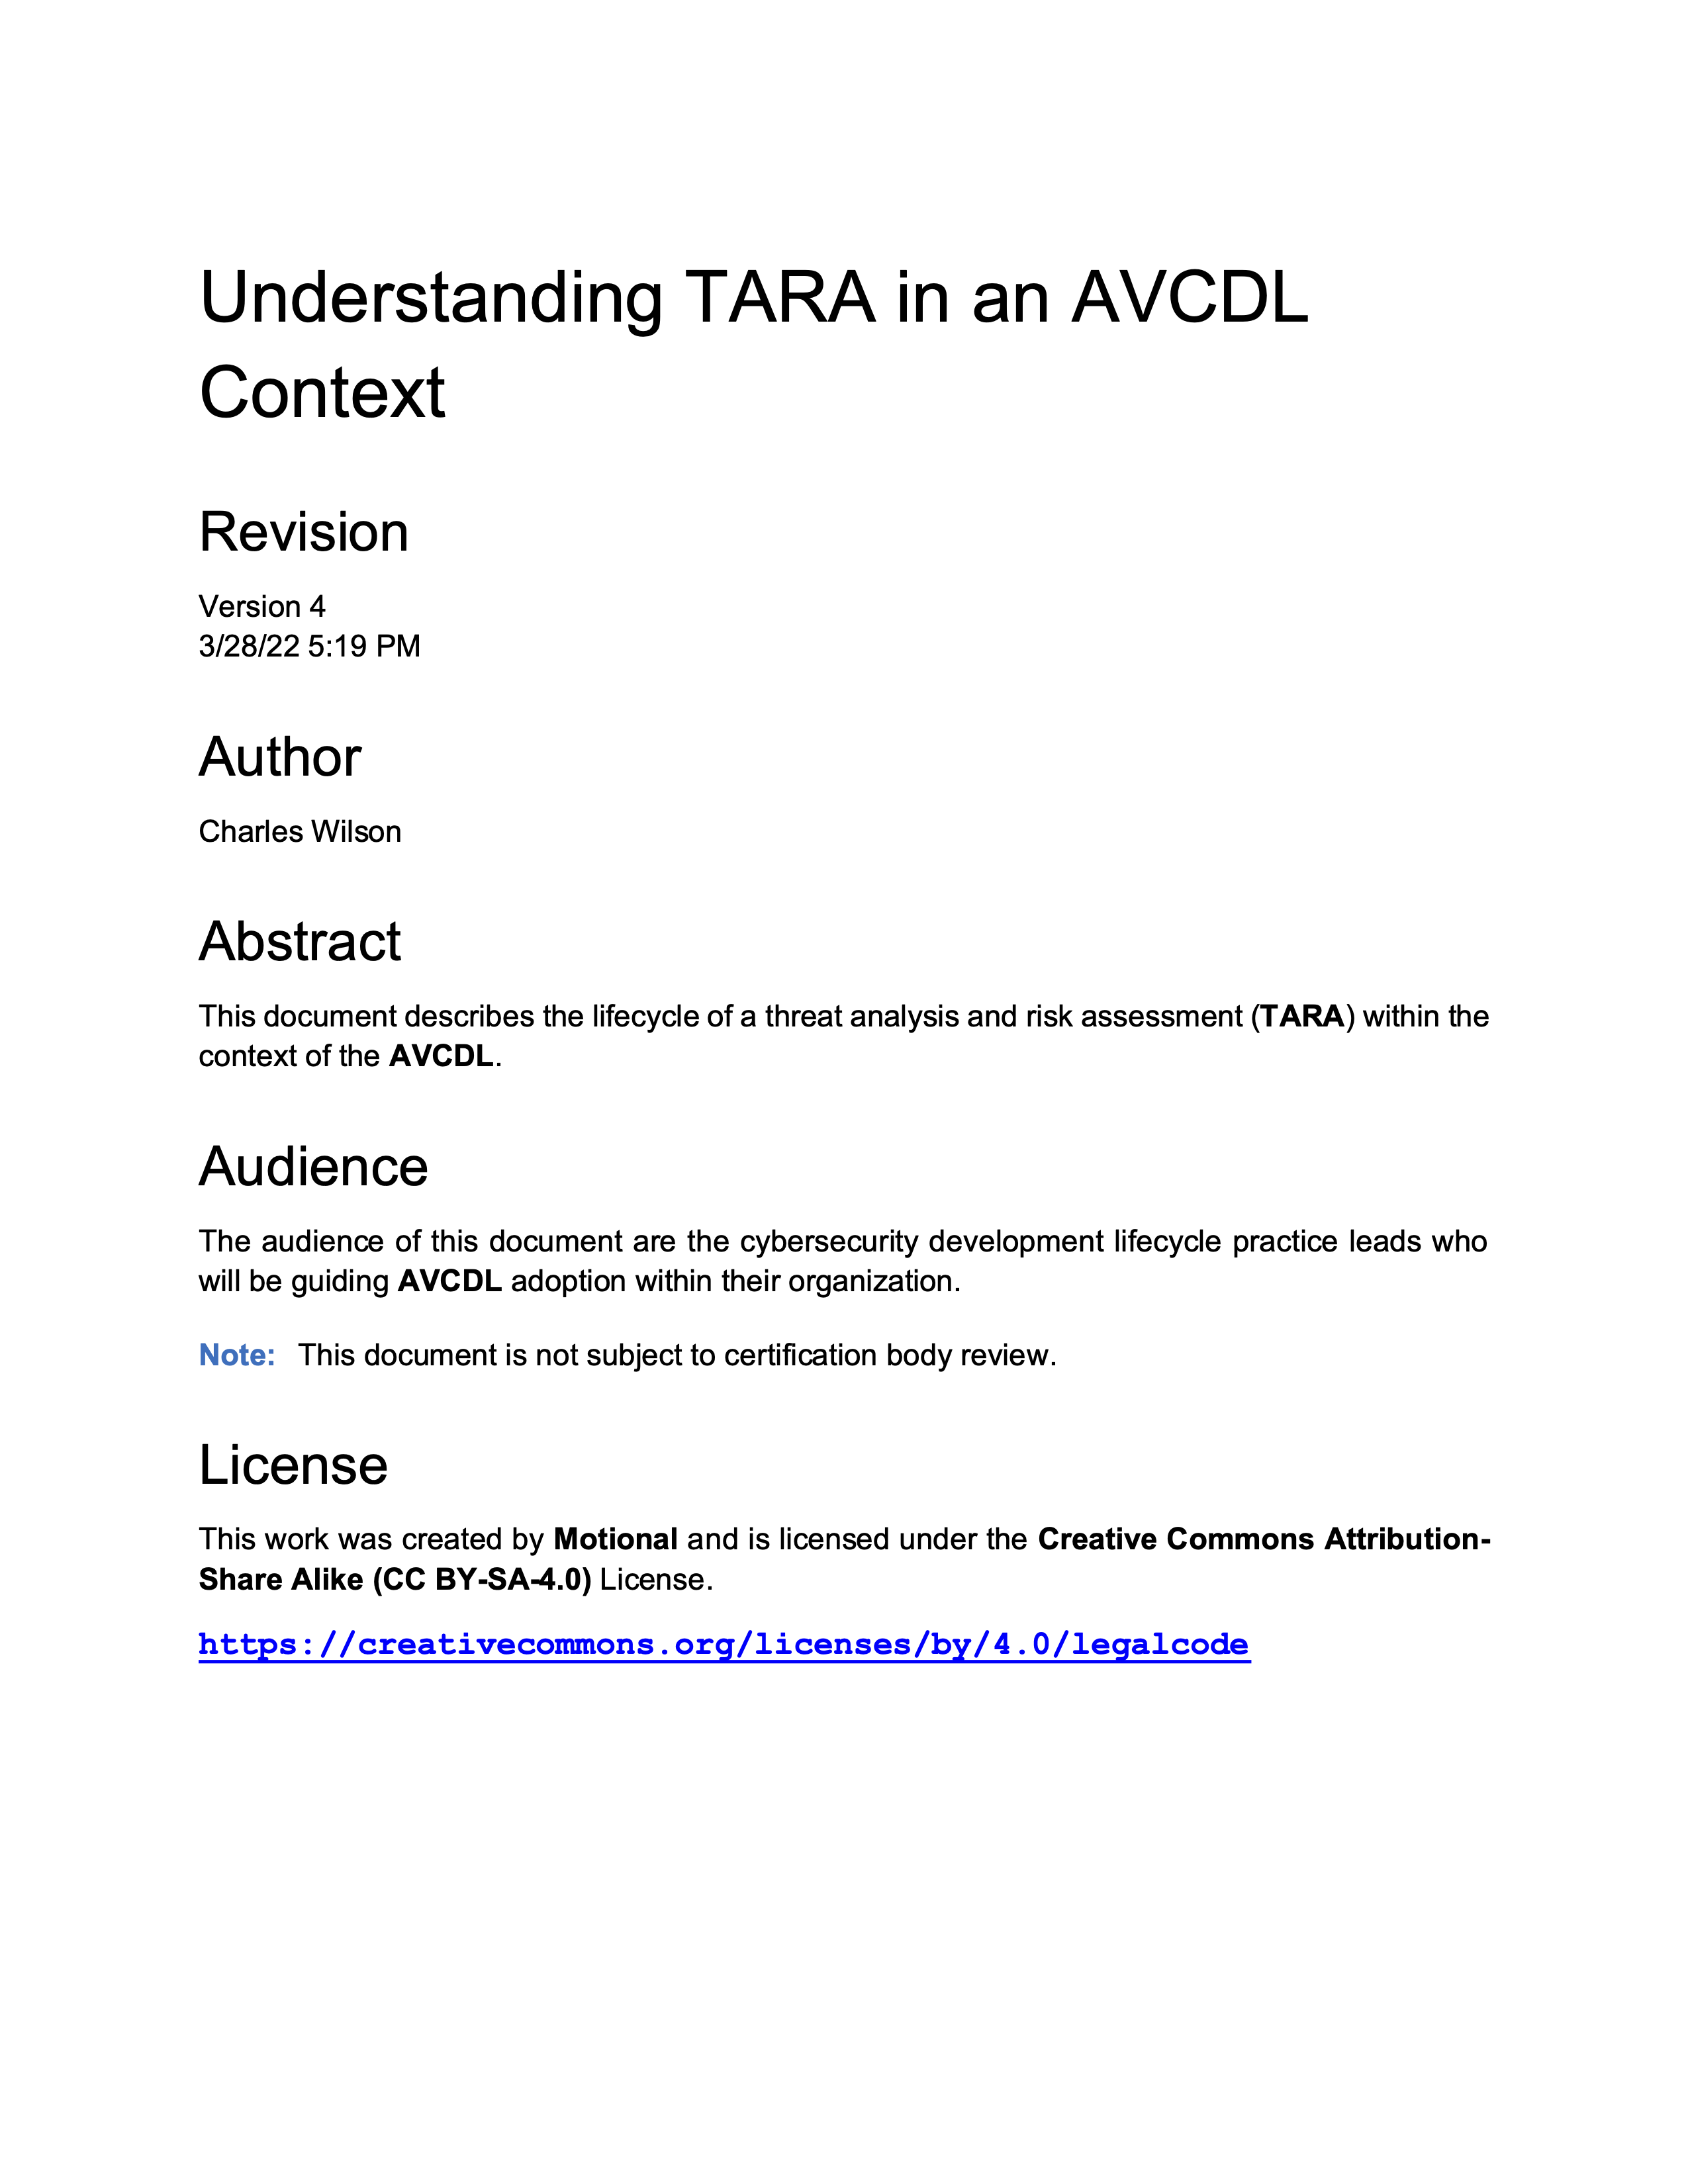 Understanding TARA in an AVCDL
Context
Revision
Version 4
3/28/22 5:19 PM
Author
Charles Wilson
Abstract
This document describes the lifecycle of a threat analysis and risk assessment (TARA) within the
context of the AVCDL.
Audience
The audience of this document are the cybersecurity development lifecycle practice leads who
will be guiding AVCDL adoption within their organization.
Note: This document is not subject to certification body review.
License
This work was created by Motional and is licensed under the Creative Commons Attribution-
Share Alike (CC BY-SA-4.0) License.
https://creativecommons.org/licenses/by/4.0/legalcode